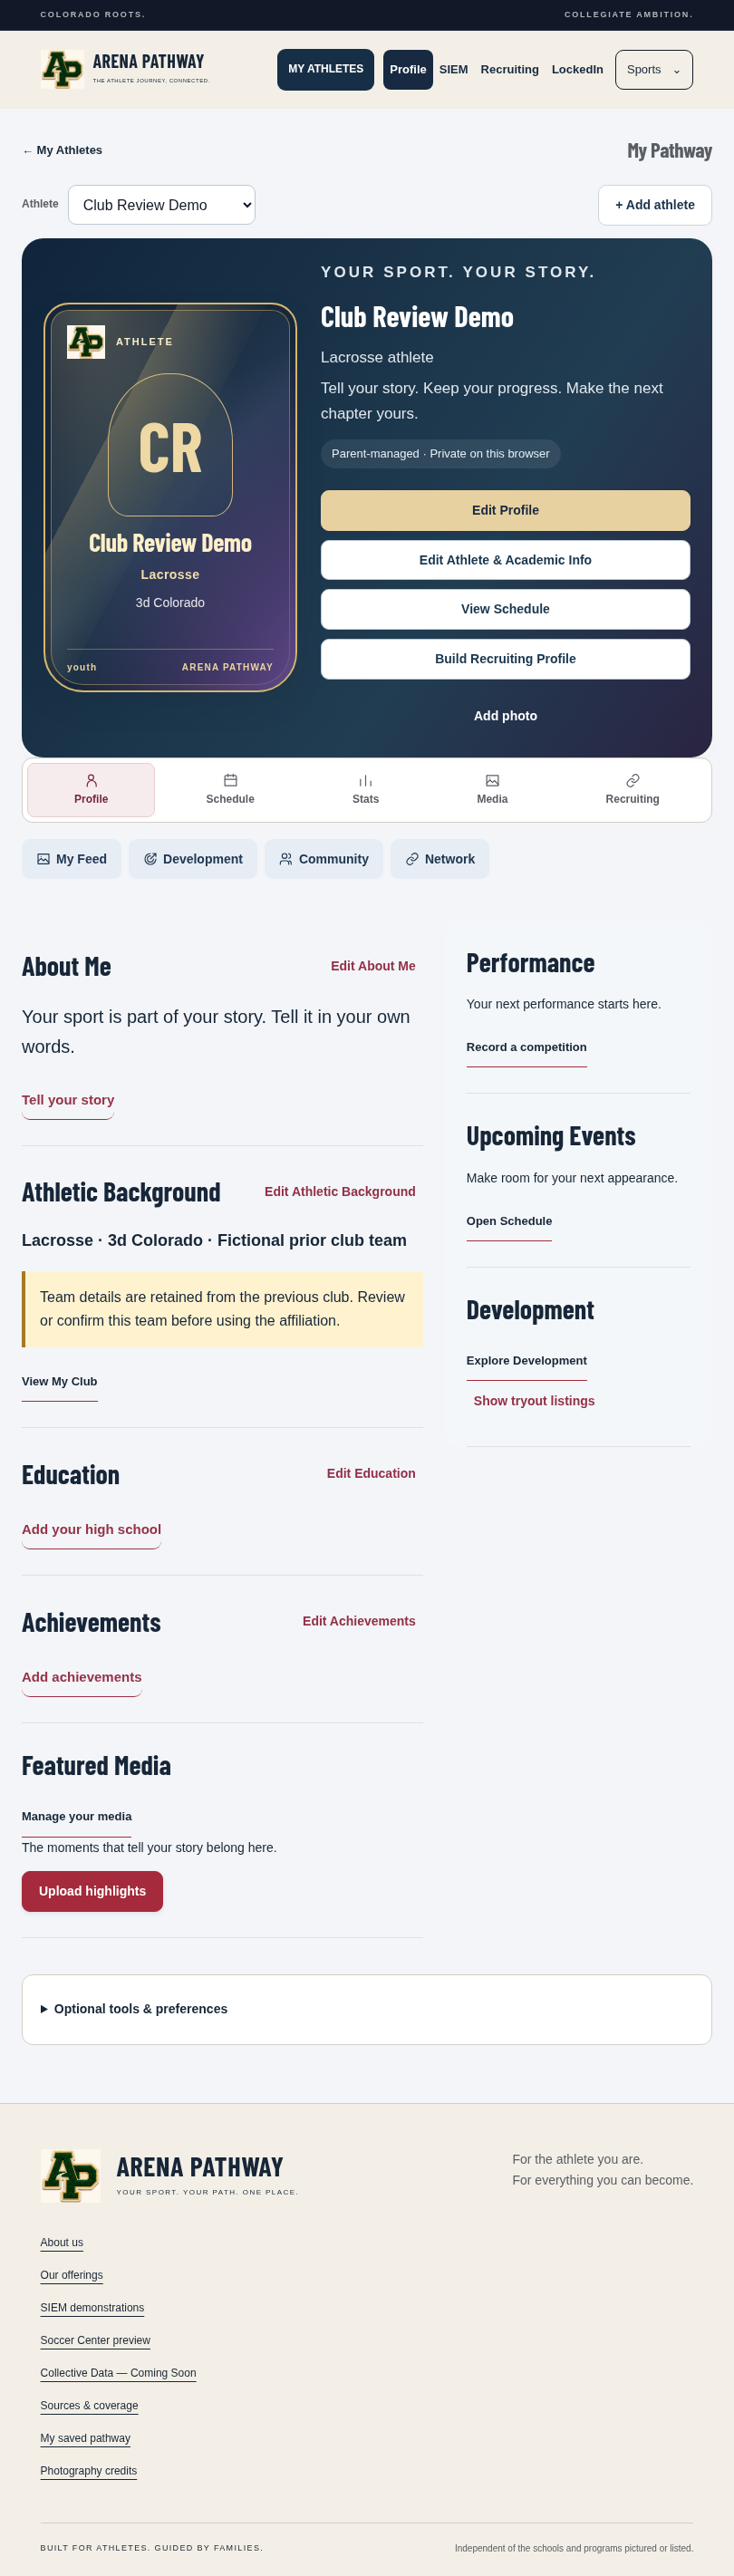 COLORADO ROOTS.
COLLEGIATE AMBITION.
AP
ARENA PATHWAY
THE ATHLETE JOURNEY, CONNECTED.
MY ATHLETES
Profile
SIEM
Recruiting
LockedIn
Sports
← My Athletes
My Pathway
Athlete
Club Review Demo
+ Add athlete
AP
ATHLETE
CR
Club Review Demo
Lacrosse
3d Colorado
youth
ARENA PATHWAY
YOUR SPORT. YOUR STORY.
Club Review Demo
Lacrosse athlete
Tell your story. Keep your progress. Make the next
chapter yours.
Parent-managed · Private on this browser
Edit Profile
Edit Athlete & Academic Info
View Schedule
Build Recruiting Profile
Add photo
Profile
Schedule
Stats
Media
Recruiting
My Feed
Development
Community
Network
About Me
Edit About Me
Your sport is part of your story. Tell it in your own
words.
Tell your story
Athletic Background
Edit Athletic Background
Lacrosse · 3d Colorado · Fictional prior club team
Team details are retained from the previous club. Review
or confirm this team before using the affiliation.
View My Club
Education
Edit Education
Add your high school
Achievements
Edit Achievements
Add achievements
Featured Media
Manage your media
The moments that tell your story belong here.
Upload highlights
Performance
Your next performance starts here.
Record a competition
Upcoming Events
Make room for your next appearance.
Open Schedule
Development
Explore Development
Show tryout listings
Optional tools & preferences
AP
ARENA PATHWAY
YOUR SPORT. YOUR PATH. ONE PLACE.
For the athlete you are.
For everything you can become.
About us
Our offerings
SIEM demonstrations
Soccer Center preview
Collective Data — Coming Soon
Sources & coverage
My saved pathway
Photography credits
BUILT FOR ATHLETES. GUIDED BY FAMILIES.
Independent of the schools and programs pictured or listed.